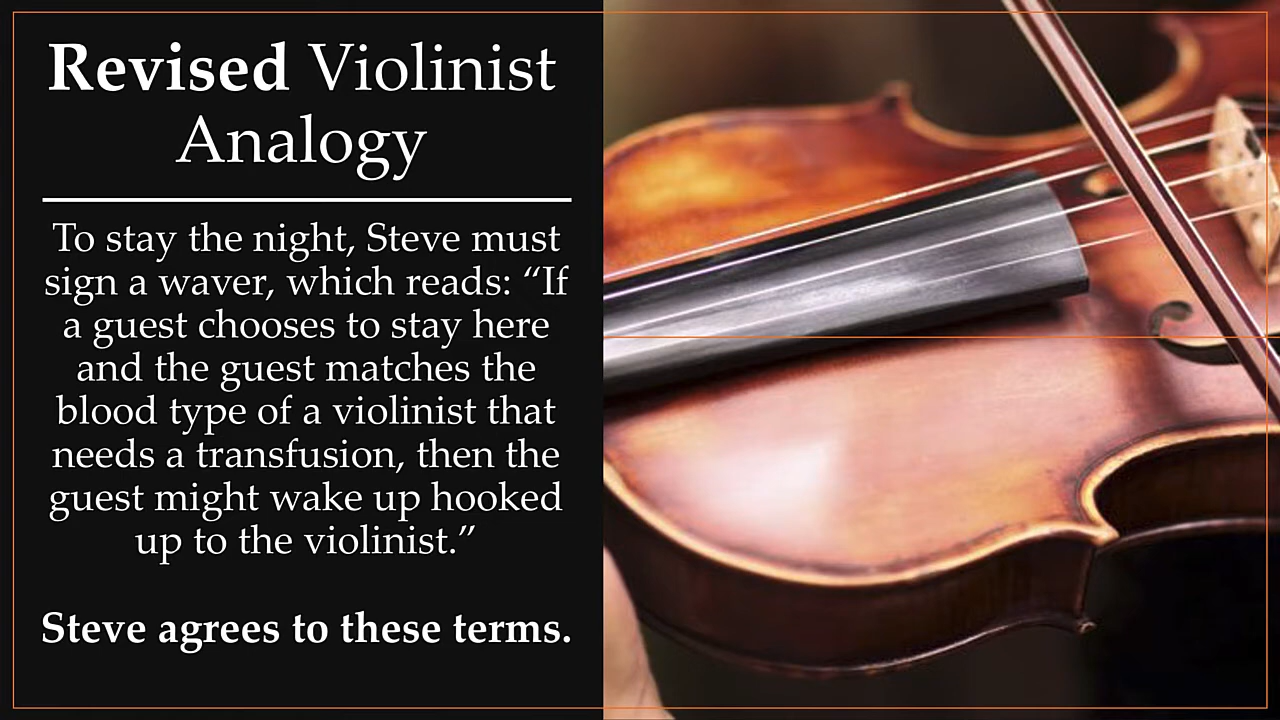 Revised Violinist
Analogy
To stay the night, Steve must
sign a waver, which reads: “If
a guest chooses to stay here
and the guest matches the
blood type of a violinist that
needs a transfusion, then the
guest might wake up hooked
up to the violinist.”
Steve agrees to these terms.